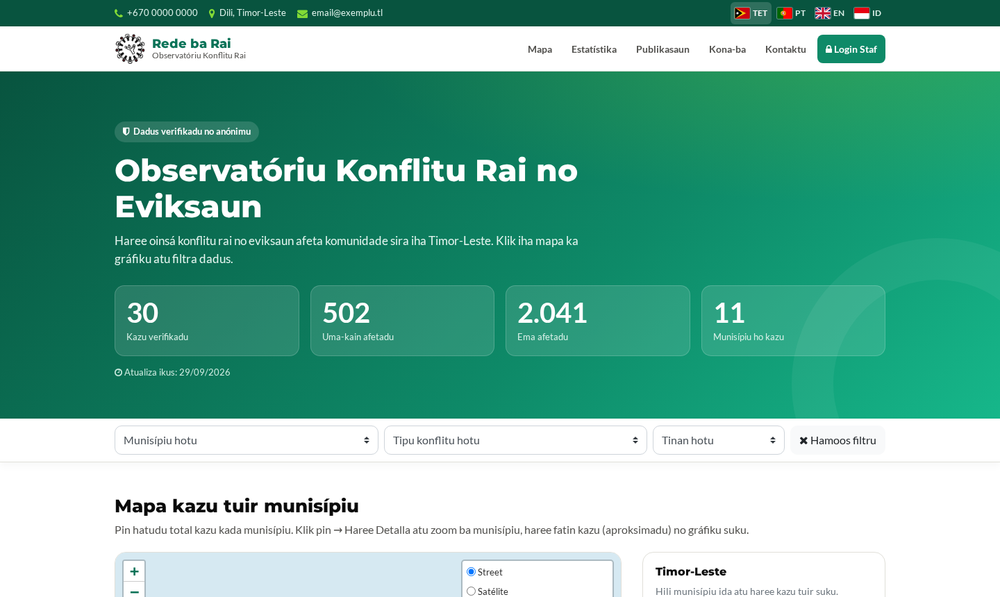 +670 0000 0000
Dili, Timor-Leste
email@exemplu.tl
TET
PT
EN
ID
Rede ba Rai
Observatóriu Konflitu Rai
Mapa
Estatístika
Publikasaun
Kona-ba
Kontaktu
Login Staf
Dadus verifikadu no anónimu
Observatóriu Konflitu Rai no
Eviksaun
Haree oinsá konflitu rai no eviksaun afeta komunidade sira iha Timor-Leste. Klik iha mapa ka
gráfiku atu filtra dadus.
30
Kazu verifikadu
502
Uma-kain afetadu
2.041
Ema afetadu
11
Munisípiu ho kazu
Atualiza ikus: 29/09/2026
Munisípiu hotu
Tipu konflitu hotu
Tinan hotu
Hamoos filtru
Mapa kazu tuir munisípiu
Pin hatudu total kazu kada munisípiu. Klik pin → Haree Detalla atu zoom ba munisípiu, haree fatin kazu (aproksimadu) no gráfiku suku.
+
−
Street
Satélite
Timor-Leste
Hili munisípiu ida atu haree kazu tuir suku.